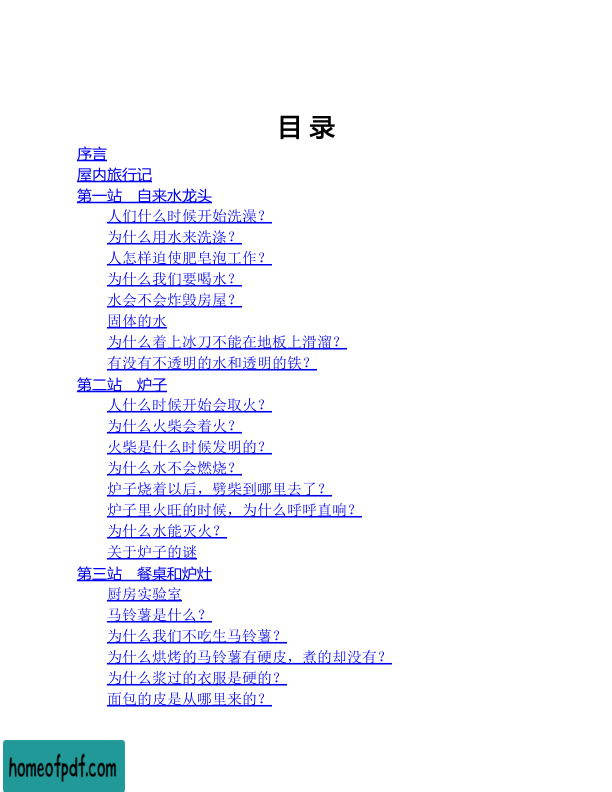 目 录
序言
屋内旅行记
第一站　自来水龙头
人们什么时候开始洗澡？
为什么用水来洗涤？
人怎样迫使肥皂泡工作？
为什么我们要喝水？
水会不会炸毁房屋？
固体的水
为什么着上冰刀不能在地板上滑溜？
有没有不透明的水和透明的铁？
第二站　炉子
人什么时候开始会取火？
为什么火柴会着火？
火柴是什么时候发明的？
为什么水不会燃烧？
炉子烧着以后，劈柴到哪里去了？
炉子里火旺的时候，为什么呼呼直响？
为什么水能灭火？
关于炉子的谜
第三站　餐桌和炉灶
厨房实验室
马铃薯是什么？
为什么我们不吃生马铃薯？
为什么烘烤的马铃薯有硬皮，煮的却没有？
为什么浆过的衣服是硬的？
面包的皮是从哪里来的？
homeofpdf.com